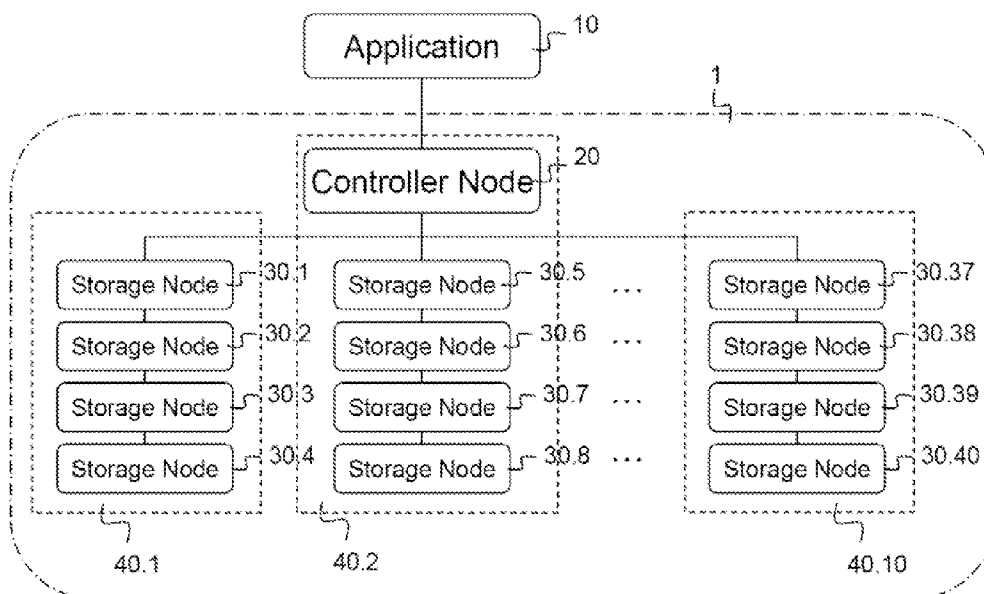 Application 10
1
Controller Node 20
Storage Node 30.1 Storage Node 30.5 ... Storage Node 30.37
Storage Node 30.2 Storage Node 30.6 ... Storage Node 30.38
Storage Node 30.3 Storage Node 30.7 ... Storage Node 30.39
Storage Node 30.4 Storage Node 30.8 ... Storage Node 30.40
40.1 40.2 40.10